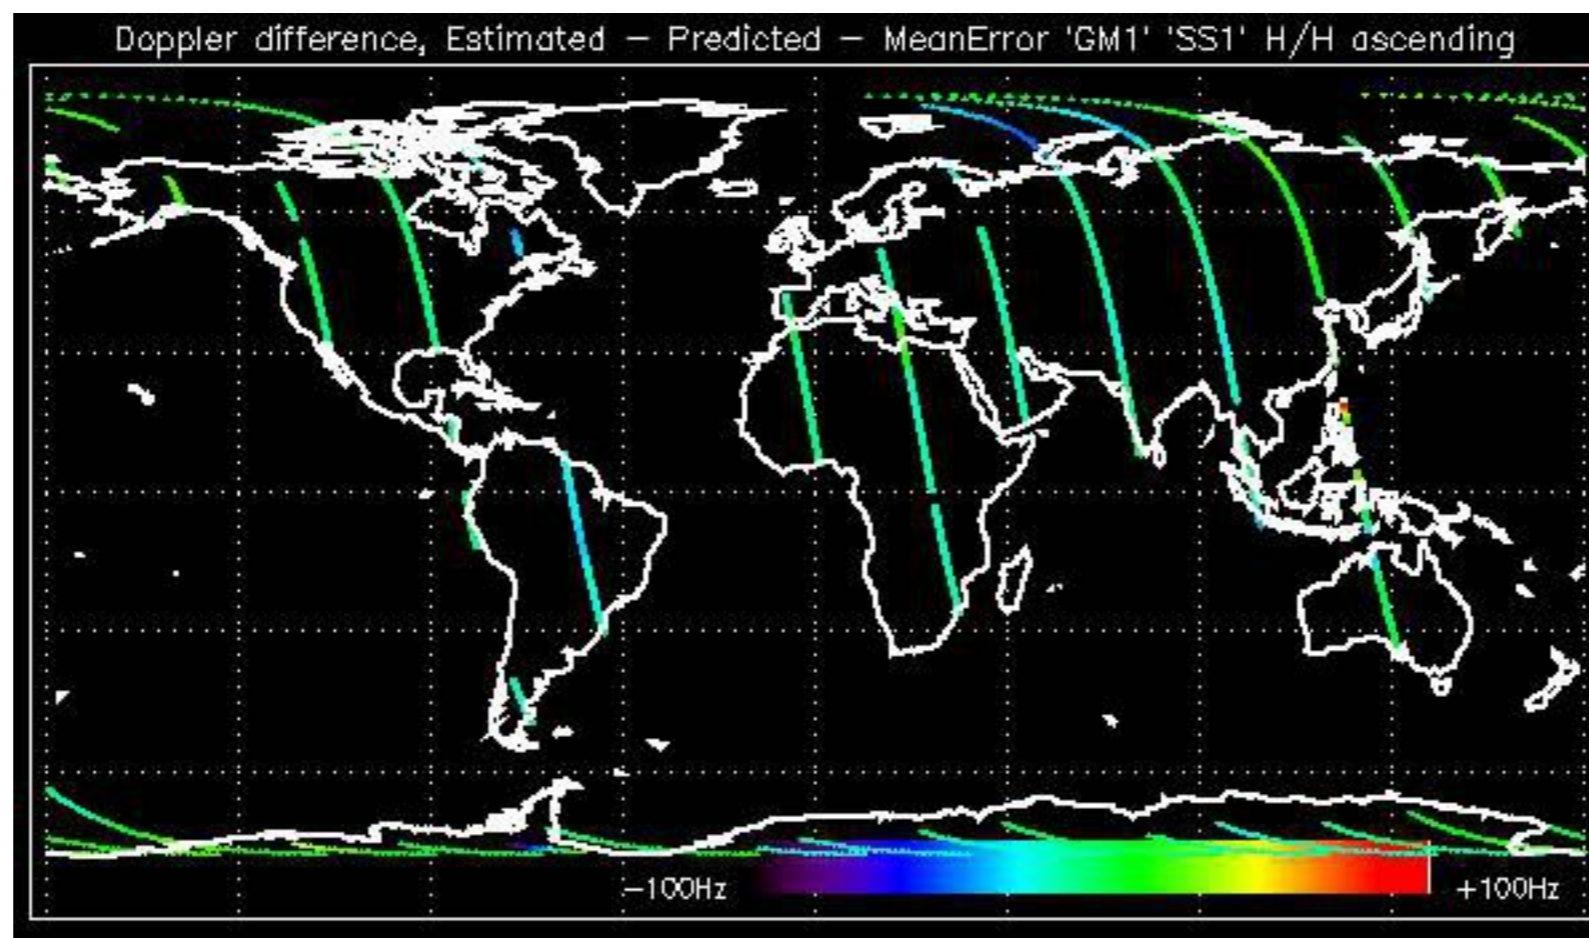 Doppler difference, Estimated – Predicted – MeanError 'GM1' 'SS1' H/H ascending
-100Hz +100Hz